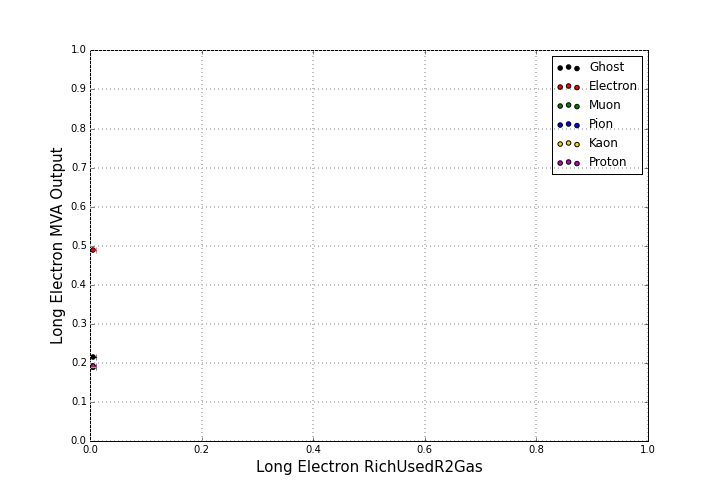 1.0
0.9
0.8
0.7
0.6
0.5
0.4
0.3
0.2
0.1
0.0
Long Electron MVA Output
Ghost
Electron
Muon
Pion
Kaon
Proton
0.0 0.2 0.4 0.6 0.8 1.0
Long Electron RichUsedR2Gas